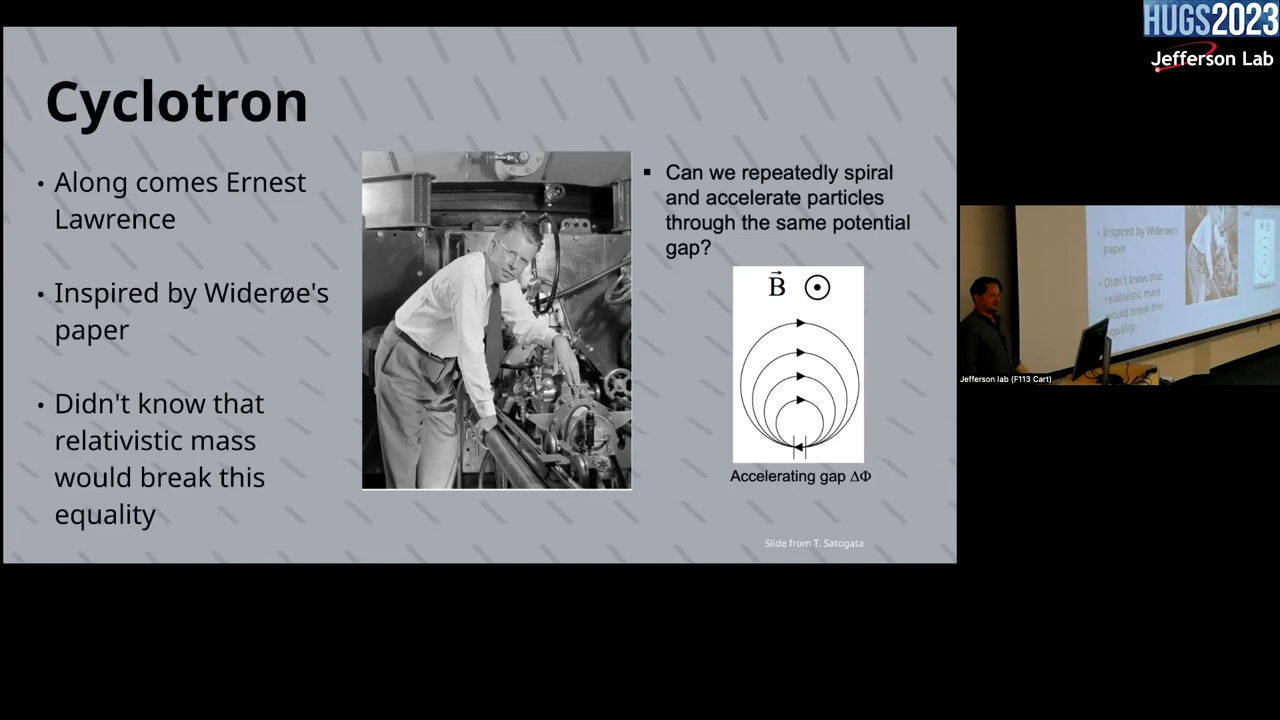 HUGS2023
Jefferson Lab
Cyclotron
• Along comes Ernest
Lawrence
• Inspired by Widerøe's
paper
• Didn't know that
relativistic mass
would break this
equality
▪ Can we repeatedly spiral
and accelerate particles
through the same potential
gap?
B⃗
Accelerating gap ΔΦ
Slide from T. Satogata
• Inspired by Widerøe's
paper
• Didn't know that
relativistic mass
would break this
equality
Jefferson lab (F113 Cart)